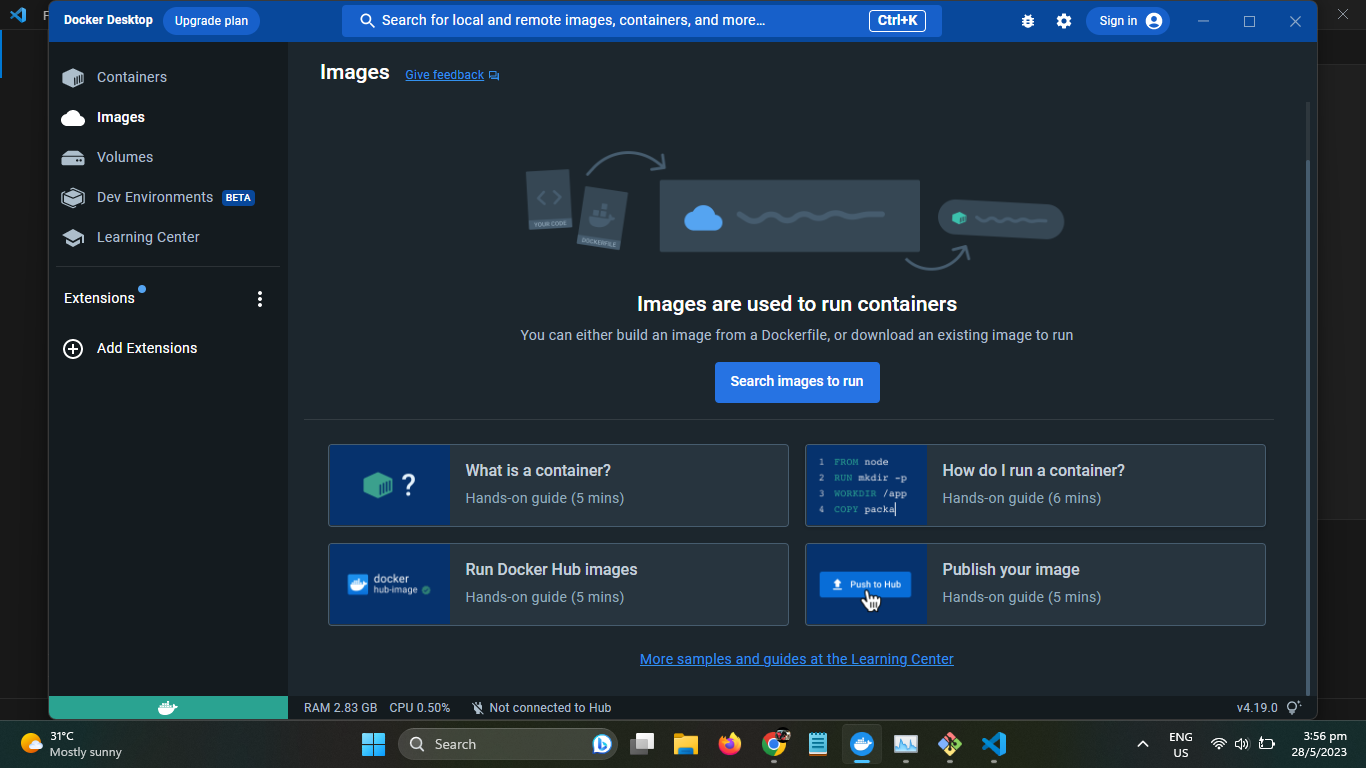 F
Docker Desktop
Upgrade plan
Search for local and remote images, containers, and more...
Ctrl+K
Sign in
Containers
Images
Volumes
Dev Environments BETA
Learning Center
Extensions
Add Extensions
Images
Give feedback
YOUR CODE
DOCKERFILE
Images are used to run containers
You can either build an image from a Dockerfile, or download an existing image to run
Search images to run
?
What is a container?
Hands-on guide (5 mins)
1 FROM node
2 RUN mkdir -p
3 WORKDIR /app
4 COPY packa
How do I run a container?
Hands-on guide (6 mins)
docker
hub-image
Run Docker Hub images
Hands-on guide (5 mins)
Push to Hub
Publish your image
Hands-on guide (5 mins)
More samples and guides at the Learning Center
RAM 2.83 GB CPU 0.50% Not connected to Hub
v4.19.0
31°C
Mostly sunny
Search
ENG
US
3:56 pm
28/5/2023